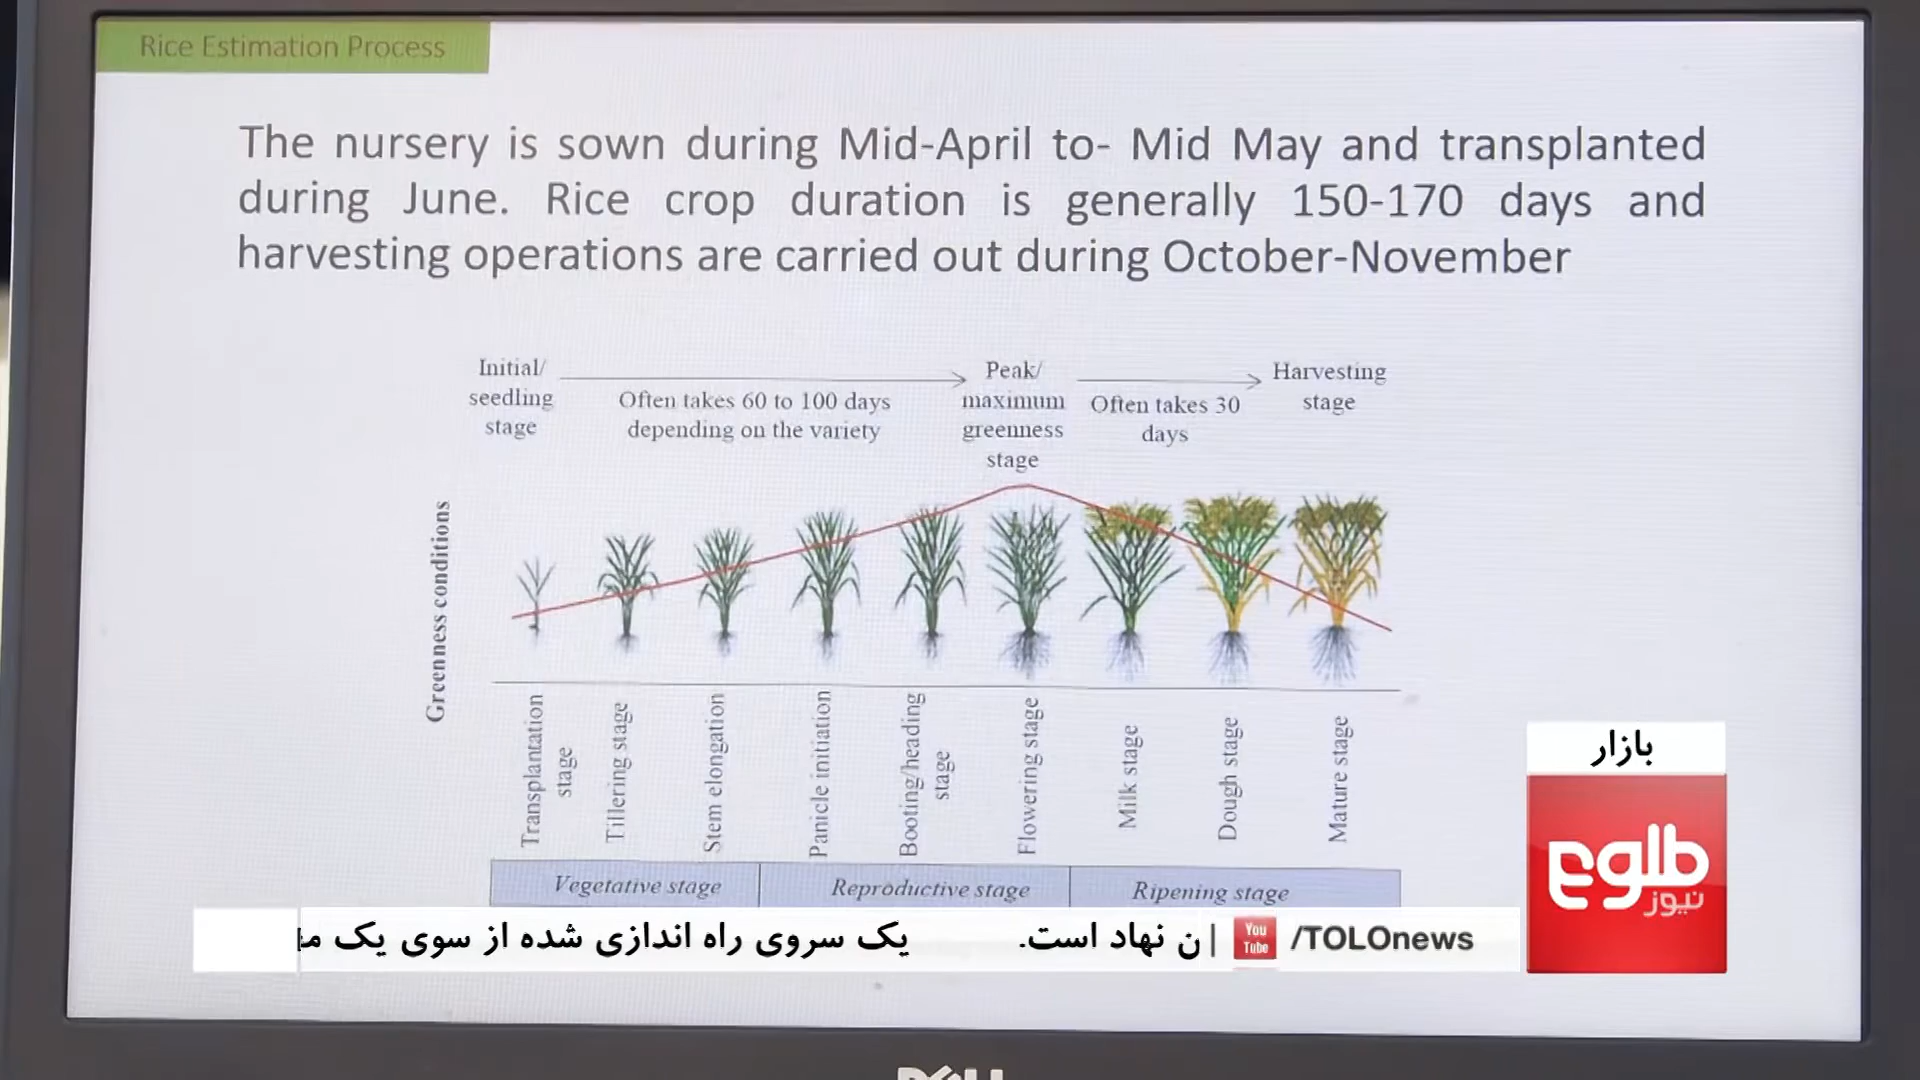 Rice Estimation Process
The nursery is sown during Mid-April to- Mid May and transplanted
during June. Rice crop duration is generally 150-170 days and
harvesting operations are carried out during October-November
Initial/
seedling
stage
Often takes 60 to 100 days
depending on the variety
Peak/
maximum
greenness
stage
Often takes 30
days
Harvesting
stage
Greenness conditions
Transplantation
stage
Tillering stage
Stem elongation
Panicle initiation
Booting/heading
stage
Flowering stage
Milk stage
Dough stage
Mature stage
Vegetative stage
Reproductive stage
Ripening stage
بازار
طلوع
نیوز
ن نهاد است. یک سروی راه اندازی شده از سوی یک
You
Tube
/TOLOnews
DELL